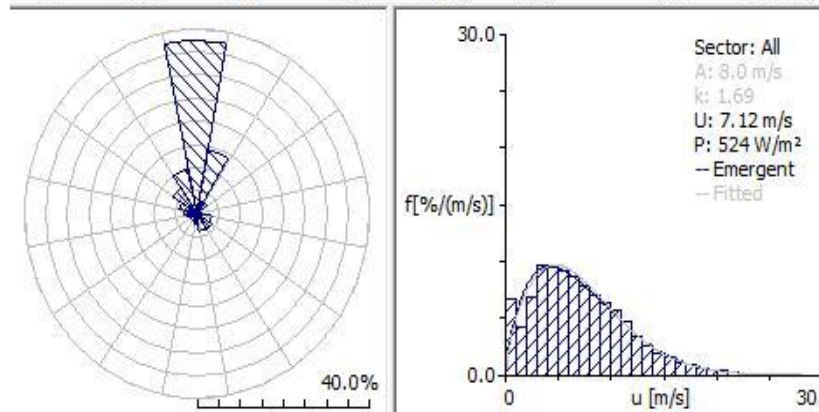 40.0%
30.0
f[%/(m/s)]
0.0
0
u [m/s]
30
Sector: All
A: 8.0 m/s
k: 1.69
U: 7.12 m/s
P: 524 W/m²
-- Emergent
-- Fitted